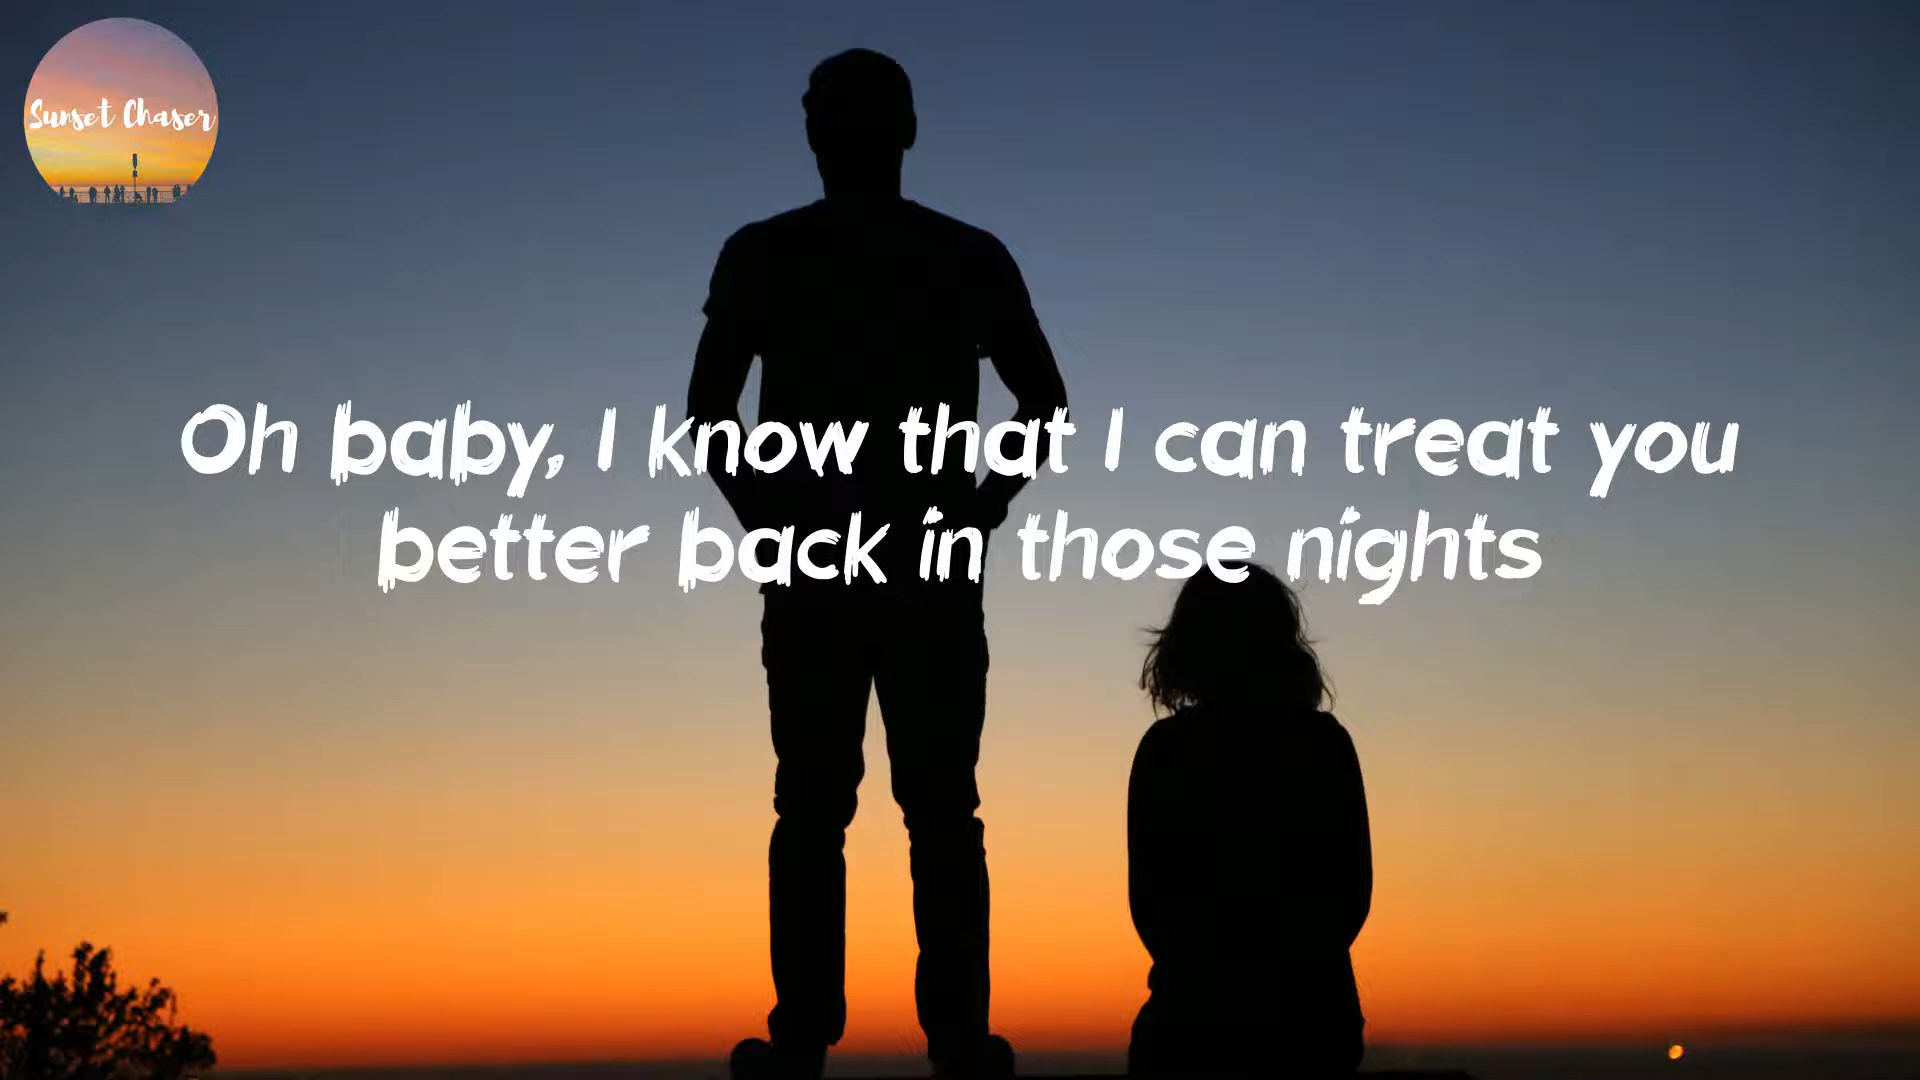 Sunset Chaser
Oh baby, I know that I can treat you
better back in those nights